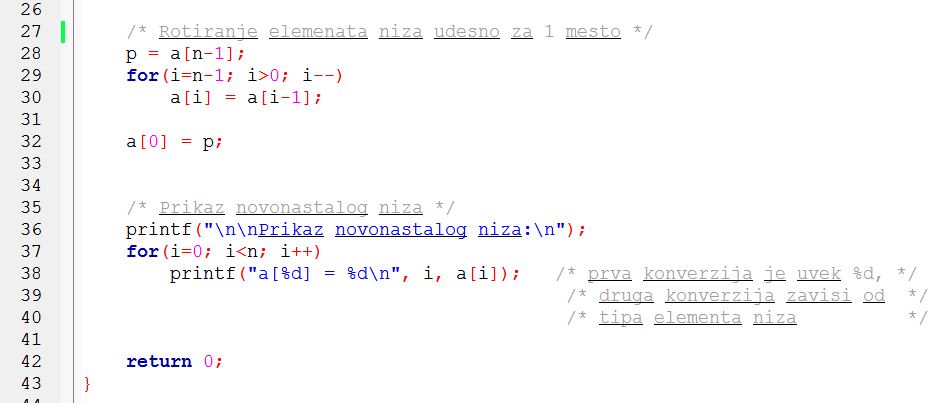 26
27 /* Rotiranje elemenata niza udesno za 1 mesto */
28 p = a[n-1];
29 for(i=n-1; i>0; i--)
30 a[i] = a[i-1];
31
32 a[0] = p;
33
34
35 /* Prikaz novonastalog niza */
36 printf("\n\nPrikaz novonastalog niza:\n");
37 for(i=0; i<n; i++)
38 printf("a[%d] = %d\n", i, a[i]); /* prva konverzija je uvek %d, */
39 /* druga konverzija zavisi od */
40 /* tipa elementa niza */
41
42 return 0;
43 }